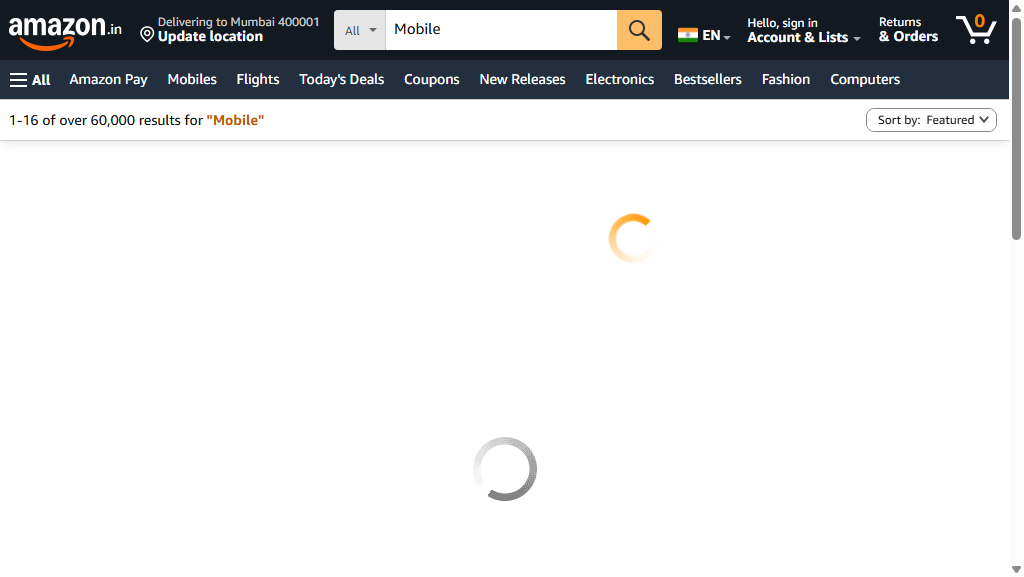 amazon.in
Delivering to Mumbai 400001
Update location
All
Mobile
EN
Hello, sign in
Account & Lists
Returns
& Orders
0
All
Amazon Pay
Mobiles
Flights
Today's Deals
Coupons
New Releases
Electronics
Bestsellers
Fashion
Computers
1-16 of over 60,000 results for "Mobile"
Sort by: Featured